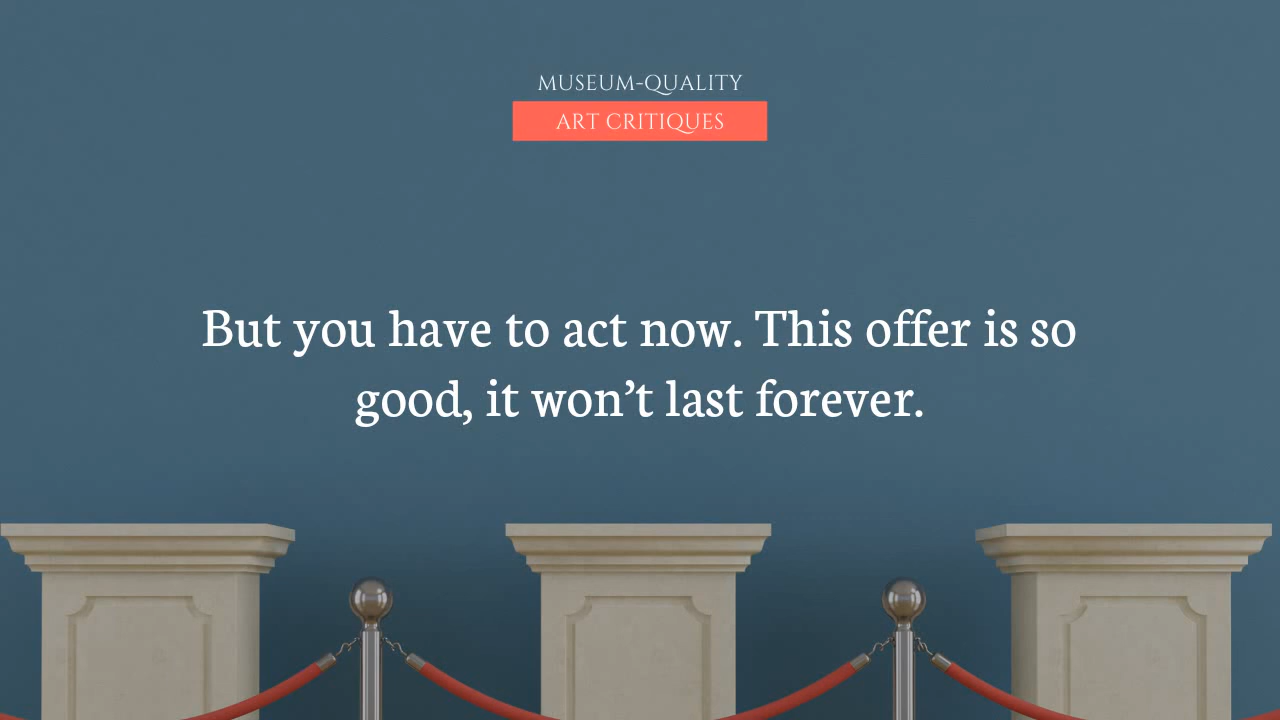 MUSEUM-QUALITY
ART CRITIQUES
But you have to act now. This offer is so
good, it won’t last forever.